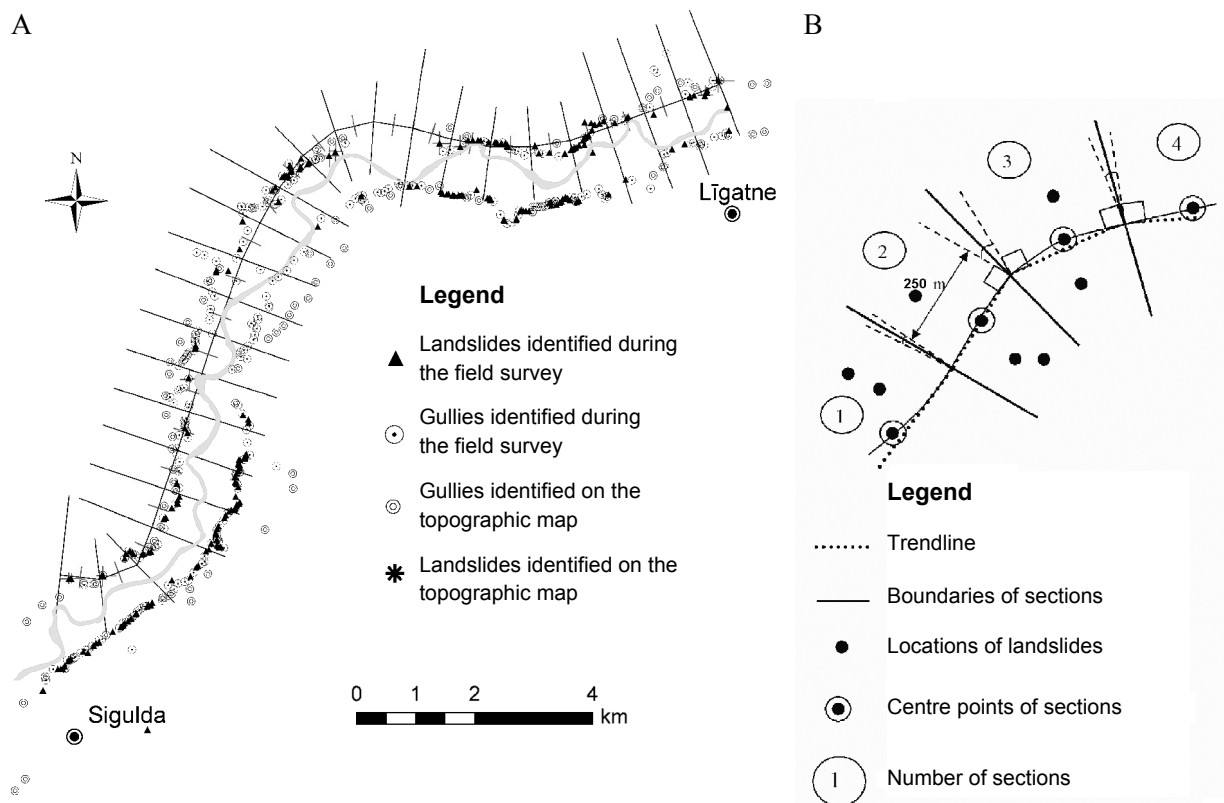 A
N
Līgatne
Legend
Landslides identified during
the field survey
Gullies identified during
the field survey
Gullies identified on the
topographic map
Landslides identified on the
topographic map
0 1 2 4
km
Sigulda
B
1
2
3
4
250 m
Legend
Trendline
Boundaries of sections
Locations of landslides
Centre points of sections
1 Number of sections